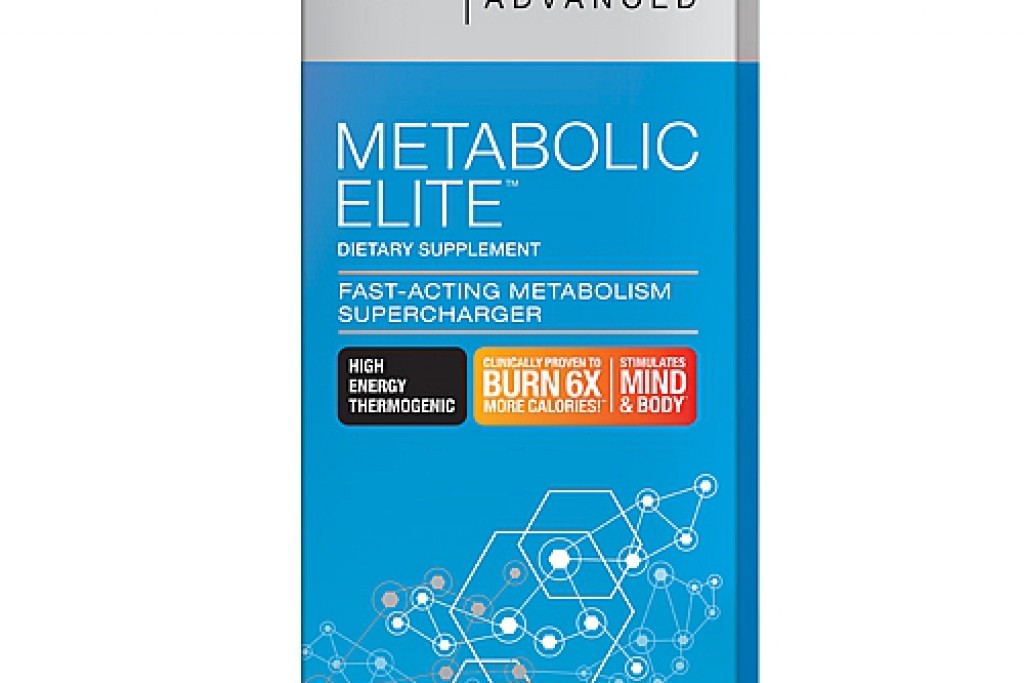 ADVANCED
METABOLIC
ELITE™
DIETARY SUPPLEMENT
FAST-ACTING METABOLISM
SUPERCHARGER
HIGH
ENERGY
THERMOGENIC
CLINICALLY PROVEN TO
BURN 6X
MORE CALORIES!
STIMULATES
MIND
& BODY